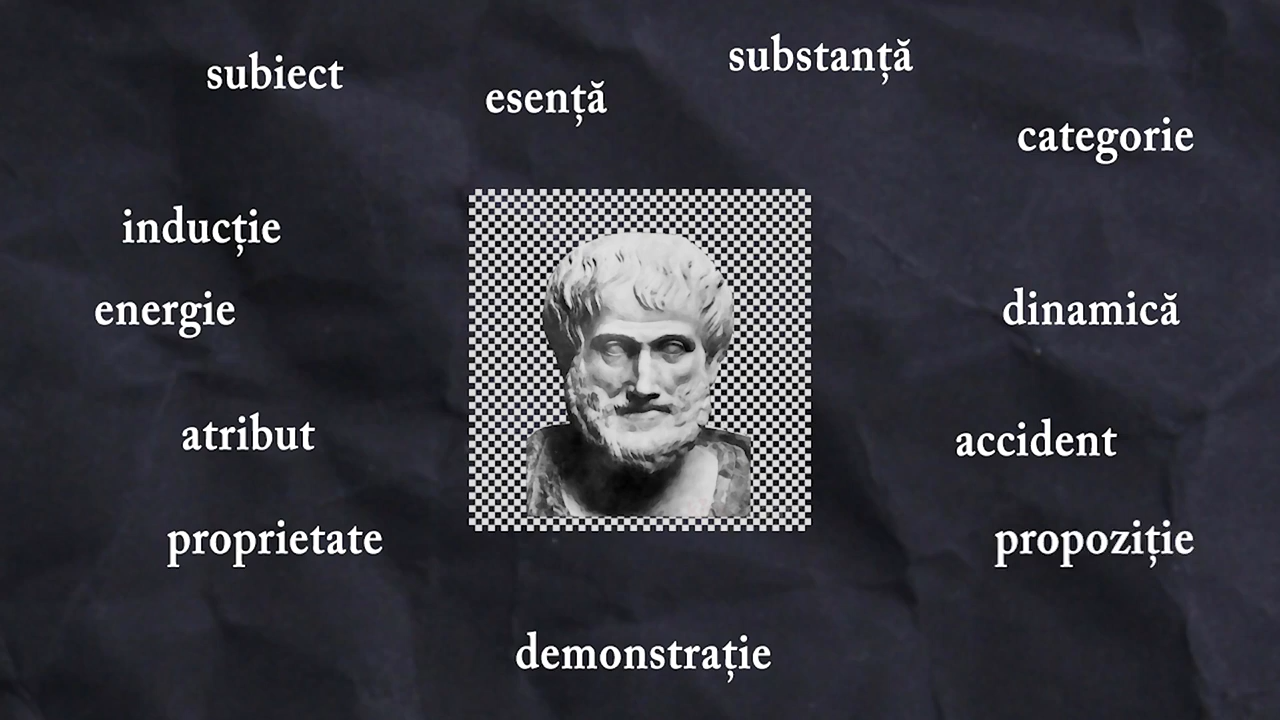 subiect
esență
substanță
categorie
inducție
energie
dinamică
atribut
accident
proprietate
propoziție
demonstrație